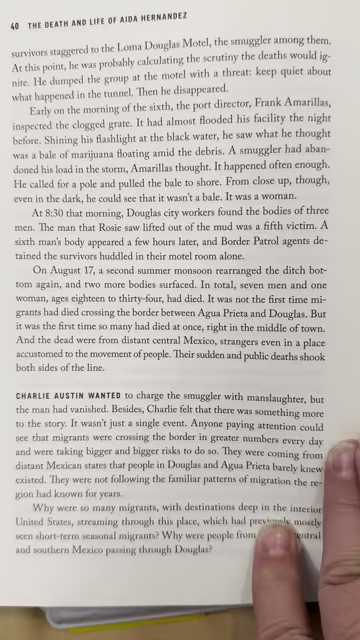 40 THE DEATH AND LIFE OF AIDA HERNANDEZ
survivors staggered to the Loma Douglas Motel, the smuggler among them.
At this point, he was probably calculating the scrutiny the deaths would ig-
nite. He dumped the group at the motel with a threat: keep quiet about
what happened in the tunnel. Then he disappeared.
Early on the morning of the sixth, the port director, Frank Amarillas,
inspected the clogged grate. It had almost flooded his facility the night
before. Shining his flashlight at the black water, he saw what he thought
was a bale of marijuana floating amid the debris. A smuggler had aban-
doned his load in the storm, Amarillas thought. It happened often enough.
He called for a pole and pulled the bale to shore. From close up, though,
even in the dark, he could see that it wasn't a bale. It was a woman.
At 8:30 that morning, Douglas city workers found the bodies of three
men. The man that Rosie saw lifted out of the mud was a fifth victim. A
sixth man's body appeared a few hours later, and Border Patrol agents de-
tained the survivors huddled in their motel room alone.
On August 17, a second summer monsoon rearranged the ditch bot-
tom again, and two more bodies surfaced. In total, seven men and one
woman, ages eighteen to thirty-four, had died. It was not the first time mi-
grants had died crossing the border between Agua Prieta and Douglas. But
it was the first time so many had died at once, right in the middle of town.
And the dead were from distant central Mexico, strangers even in a place
accustomed to the movement of people. Their sudden and public deaths shook
both sides of the line.
CHARLIE AUSTIN WANTED to charge the smuggler with manslaughter, but
the man had vanished. Besides, Charlie felt that there was something more
to the story. It wasn't just a single event. Anyone paying attention could
see that migrants were crossing the border in greater numbers every day
and were taking bigger and bigger risks to do so. They were coming from
distant Mexican states that people in Douglas and Agua Prieta barely knew
existed. They were not following the familiar patterns of migration the re-
gion had known for years.
Why were so many migrants, with destinations deep in the interior
United States, streaming through this place, which had previously mostly
seen short-term seasonal migrants? Why were people from central
and southern Mexico passing through Douglas?